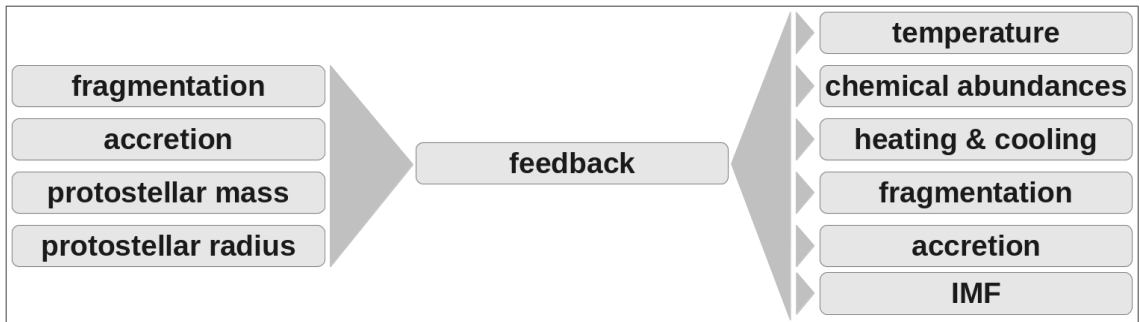 fragmentation
accretion
protostellar mass
protostellar radius
feedback
temperature
chemical abundances
heating & cooling
fragmentation
accretion
IMF